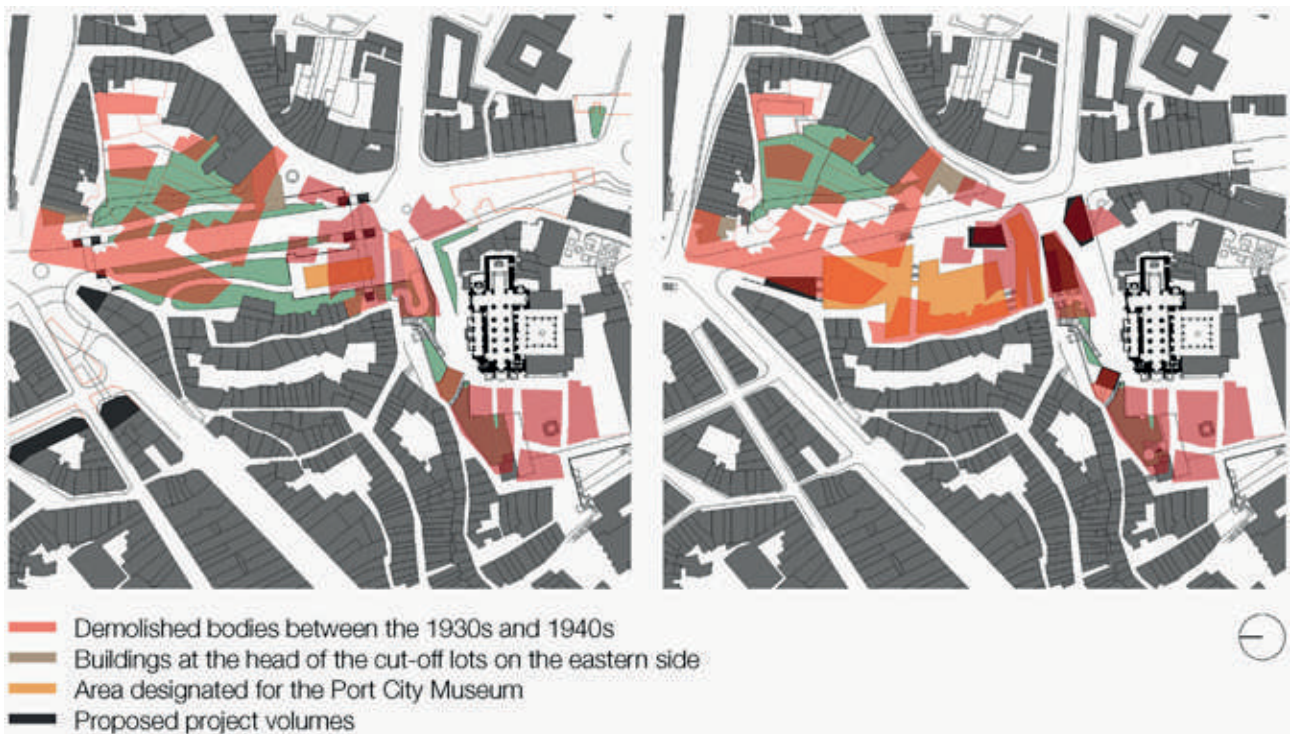 Demolished bodies between the 1930s and 1940s
Buildings at the head of the cut-off lots on the eastern side
Area designated for the Port City Museum
Proposed project volumes